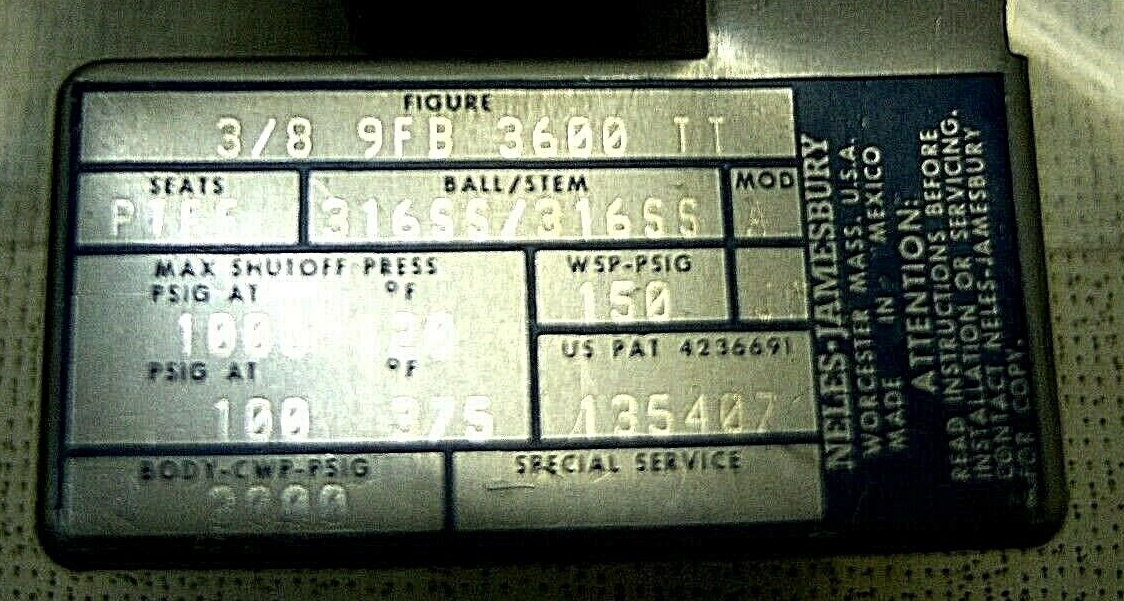 FIGURE
3/8 9FB 3600 TT
SEATS
BALL/STEM
316SS/316SS
MOD
A
MAX SHUTOFF PRESS
PSIG AT °F
WSP-PSIG
150
PSIG AT °F
100 375
US PAT 4236691
135407
BODY-CWP-PSIG
SPECIAL SERVICE
NELES-JAMESBURY
WORCESTER MASS. U.S.A.
MADE IN MEXICO
ATTENTION:
READ INSTRUCTIONS BEFORE
INSTALLATION OR SERVICING.
CONTACT NELES-JAMESBURY
FOR COPY.